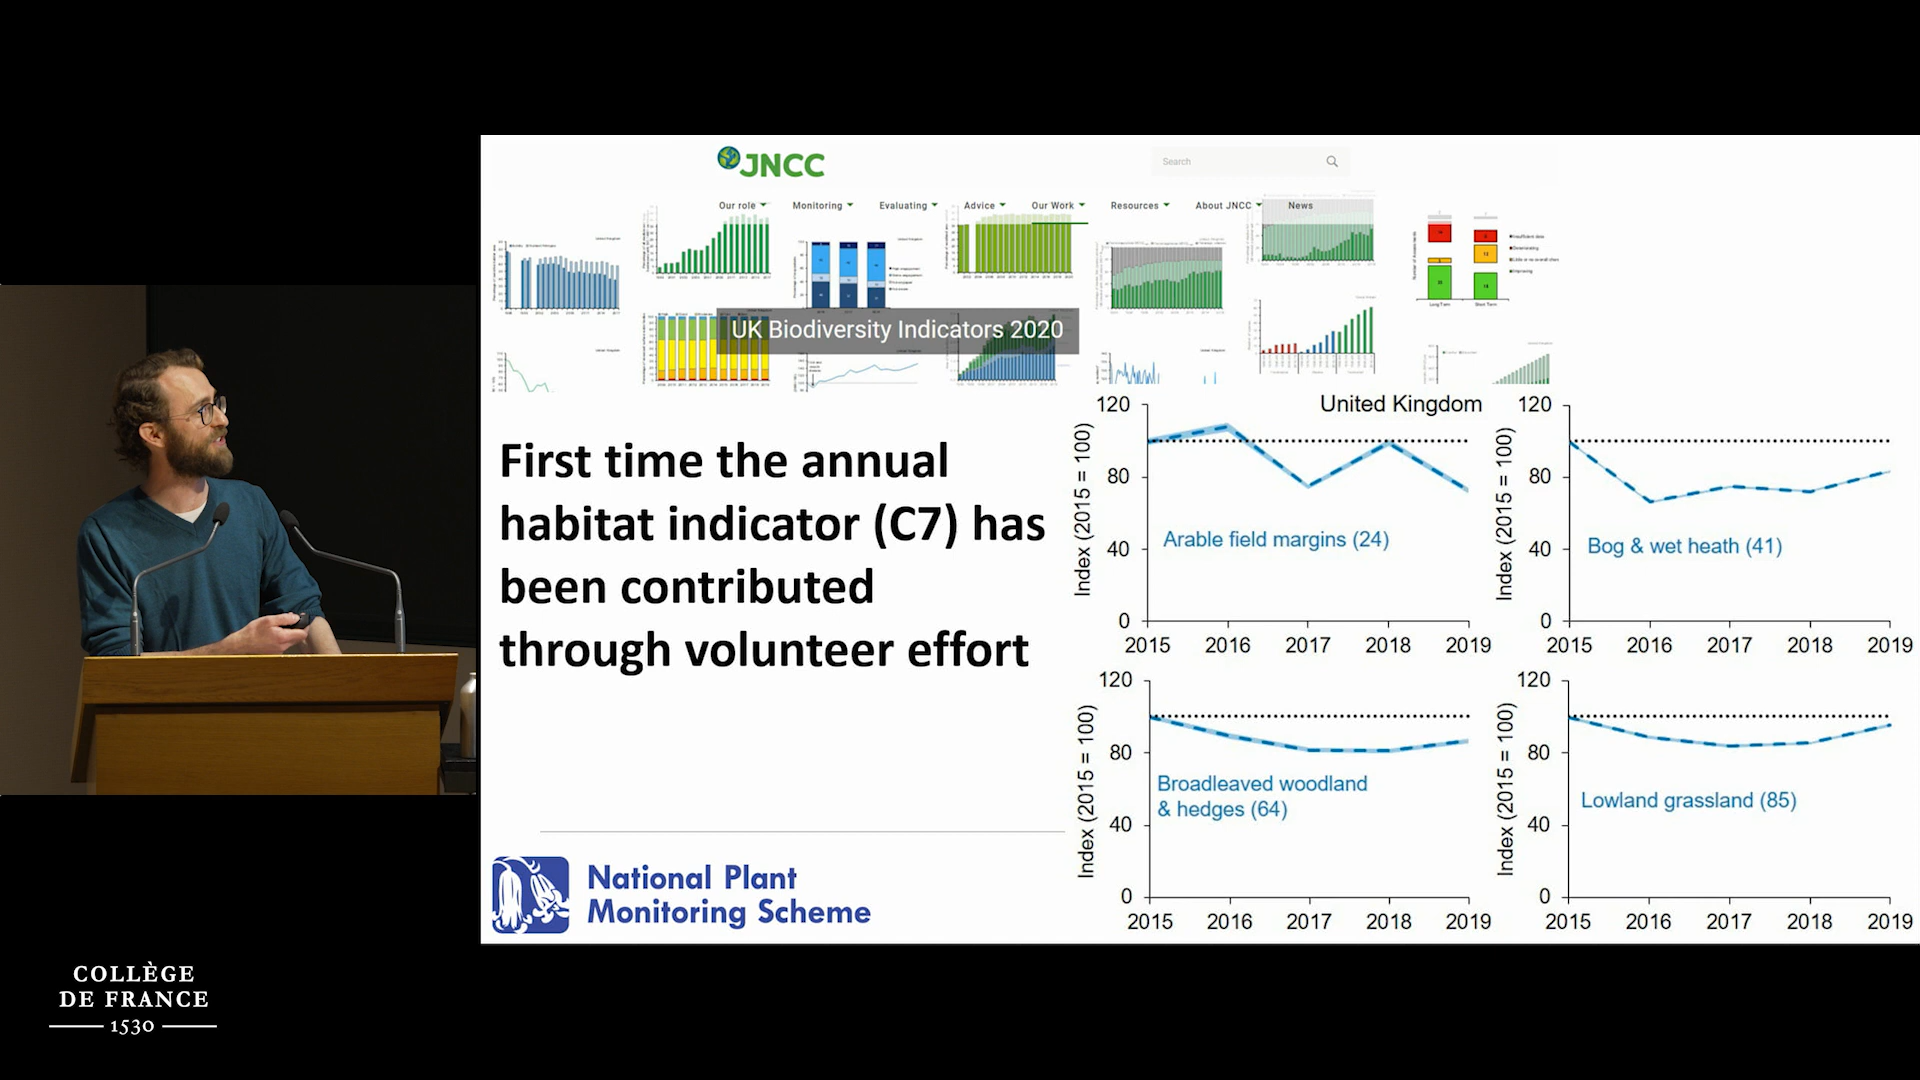 JNCC
Search
Our role
Monitoring
Evaluating
Advice
Our Work
Resources
About JNCC
News
UK Biodiversity Indicators 2020
First time the annual
habitat indicator (C7) has
been contributed
through volunteer effort
National Plant
Monitoring Scheme
United Kingdom
120
80
40
0
Index (2015 = 100)
Arable field margins (24)
2015 2016 2017 2018 2019
120
80
40
0
Index (2015 = 100)
Bog & wet heath (41)
2015 2016 2017 2018 2019
120
80
40
0
Index (2015 = 100)
Broadleaved woodland
& hedges (64)
2015 2016 2017 2018 2019
120
80
40
0
Index (2015 = 100)
Lowland grassland (85)
2015 2016 2017 2018 2019
COLLÈGE
DE FRANCE
1530